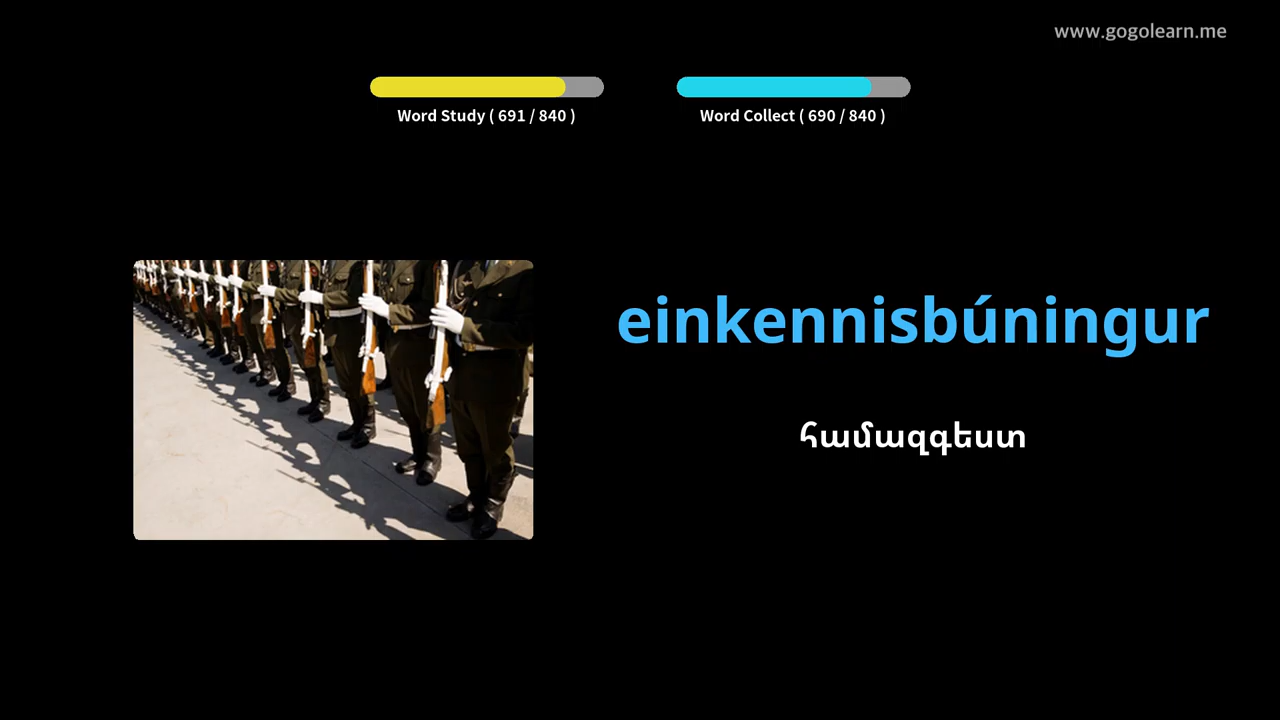 www.gogolearn.me
Word Study ( 691 / 840 )
Word Collect ( 690 / 840 )
einkennisbúningur
համազգեստ